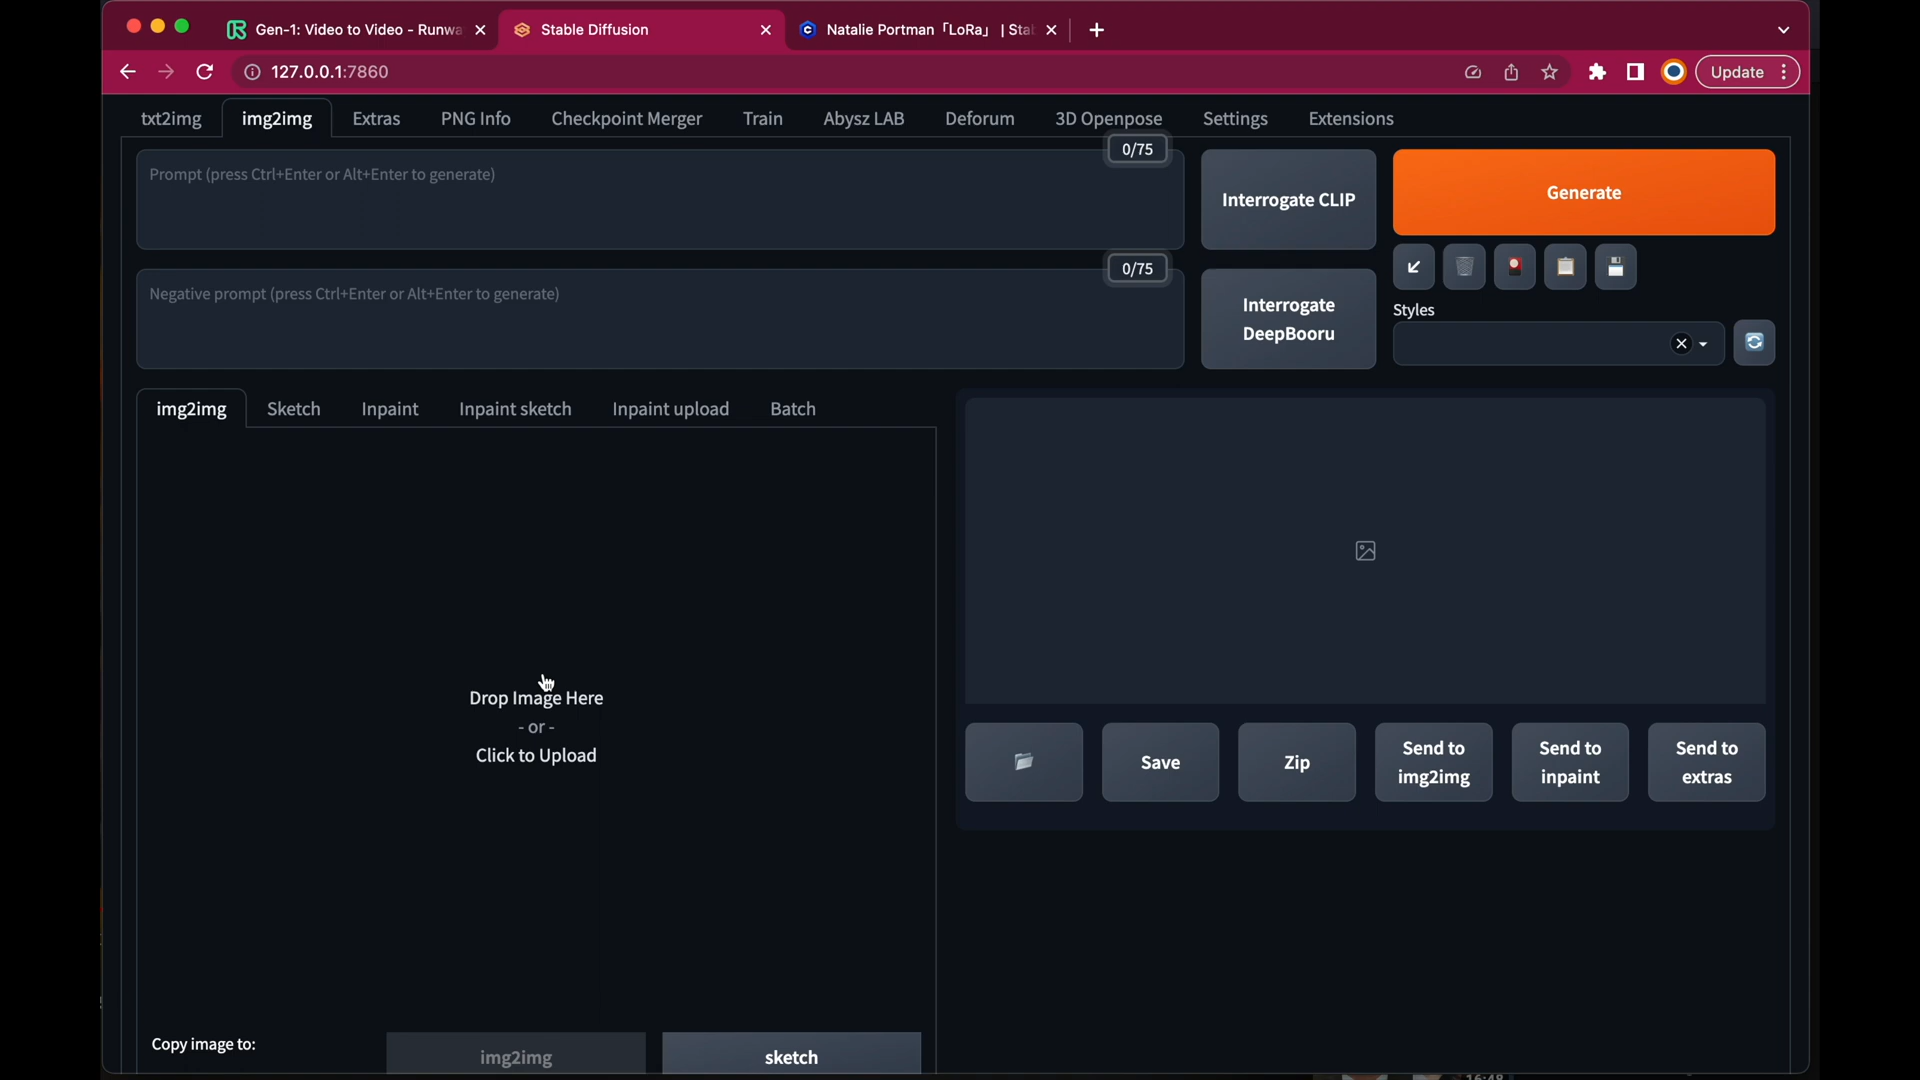 Gen-1: Video to Video - Runwa
Stable Diffusion
Natalie Portman「LoRa」 | Sta
127.0.0.1:7860
Update
txt2img
img2img
Extras
PNG Info
Checkpoint Merger
Train
Abysz LAB
Deforum
3D Openpose
Settings
Extensions
Prompt (press Ctrl+Enter or Alt+Enter to generate)
0/75
Interrogate CLIP
Generate
Negative prompt (press Ctrl+Enter or Alt+Enter to generate)
0/75
Interrogate
DeepBooru
Styles
img2img
Sketch
Inpaint
Inpaint sketch
Inpaint upload
Batch
Drop Image Here
- or -
Click to Upload
Save
Zip
Send to
img2img
Send to
inpaint
Send to
extras
Copy image to:
img2img
sketch